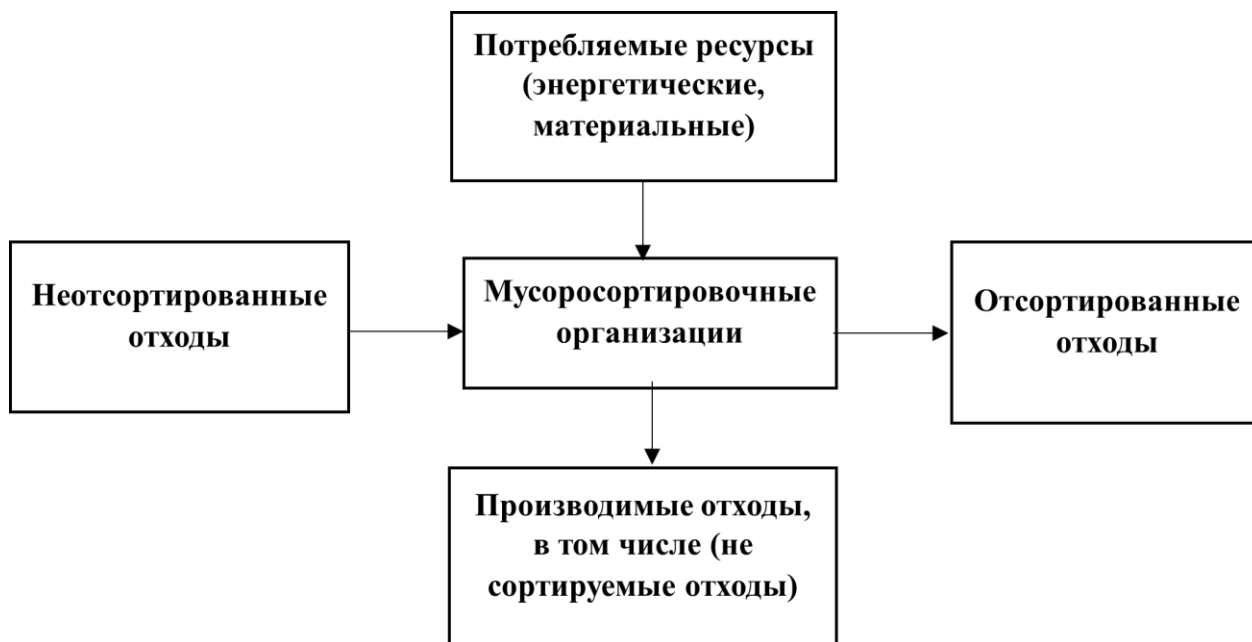 Потребляемые ресурсы
(энергетические,
материальные)
Неотсортированные
отходы
Мусоросортировочные
организации
Отсортированные
отходы
Производимые отходы,
в том числе (не
сортируемые отходы)